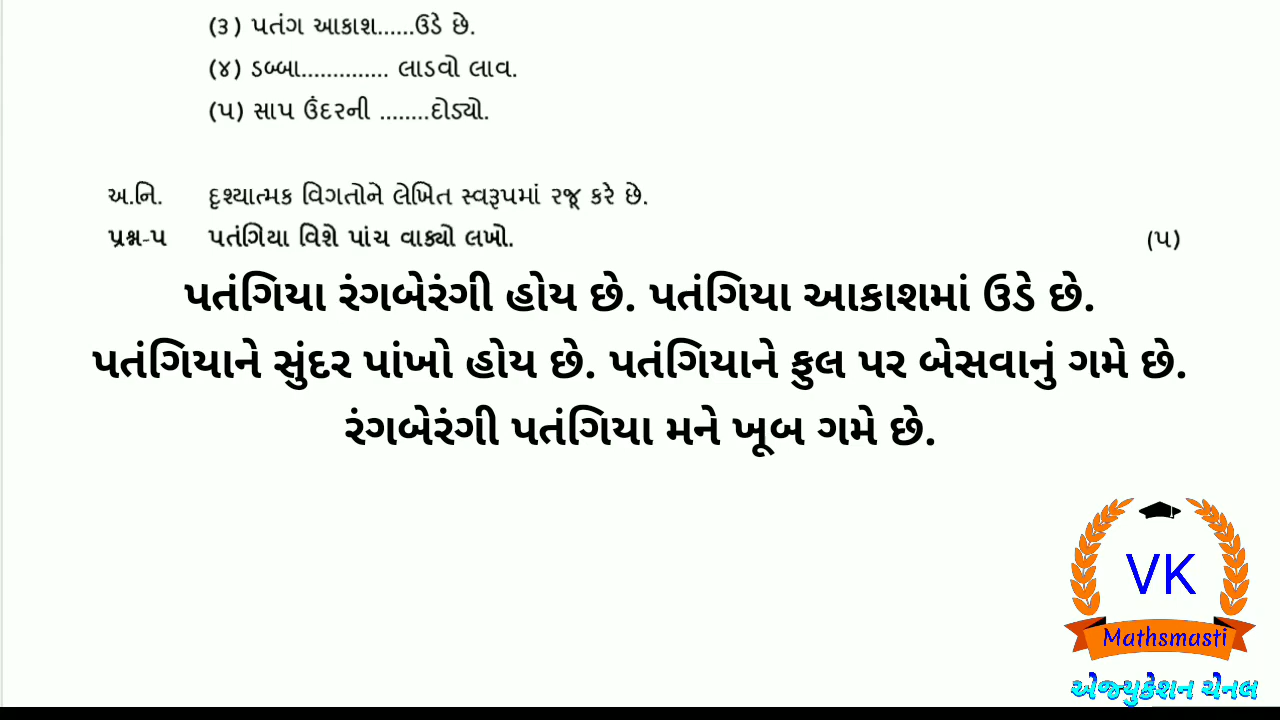 (૩) પતંગ આકાશ......ઉડે છે.
(૪) ડબ્બા.............. લાડવો લાવ.
(૫) સાપ ઉંદરની ........દોડ્યો.
અ.નિ. દૃશ્યાત્મક વિગતોને લેખિત સ્વરૂપમાં રજૂ કરે છે.
પ્રશ્ન-૫ પતંગિયા વિશે પાંચ વાક્યો લખો. (૫)
પતંગિયા રંગબેરંગી હોય છે. પતંગિયા આકાશમાં ઉડે છે.
પતંગિયાને સુંદર પાંખો હોય છે. પતંગિયાને ફુલ પર બેસવાનું ગમે છે.
રંગબેરંગી પતંગિયા મને ખૂબ ગમે છે.
VK
Mathsmasti
એજ્યુકેશન ચેનલ